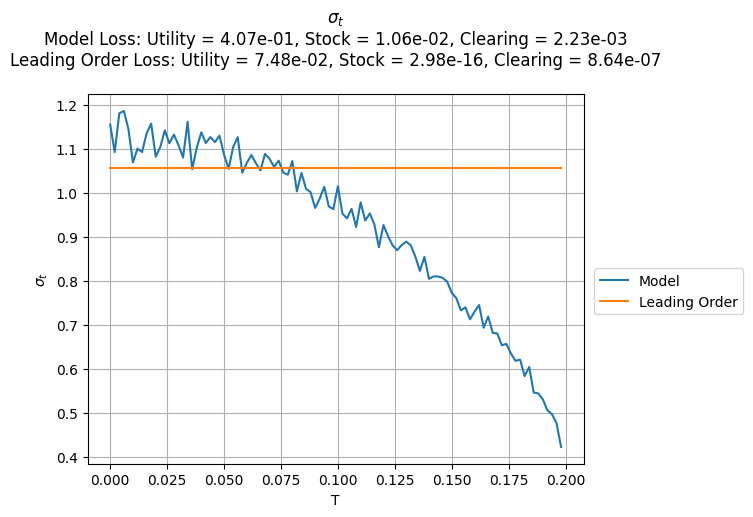 σt
Model Loss: Utility = 4.07e-01, Stock = 1.06e-02, Clearing = 2.23e-03
Leading Order Loss: Utility = 7.48e-02, Stock = 2.98e-16, Clearing = 8.64e-07
1.2
1.1
1.0
0.9
0.8
0.7
0.6
0.5
0.4
σt
0.000 0.025 0.050 0.075 0.100 0.125 0.150 0.175 0.200
T
Model
Leading Order